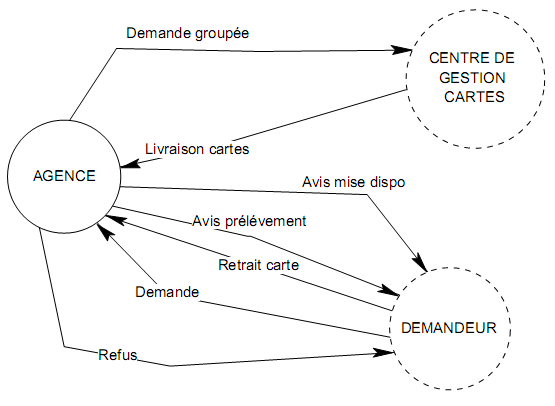 Demande groupée
CENTRE DE
GESTION
CARTES
Livraison cartes
AGENCE
Avis mise dispo
Avis prélévement
Retrait carte
Demande
DEMANDEUR
Refus